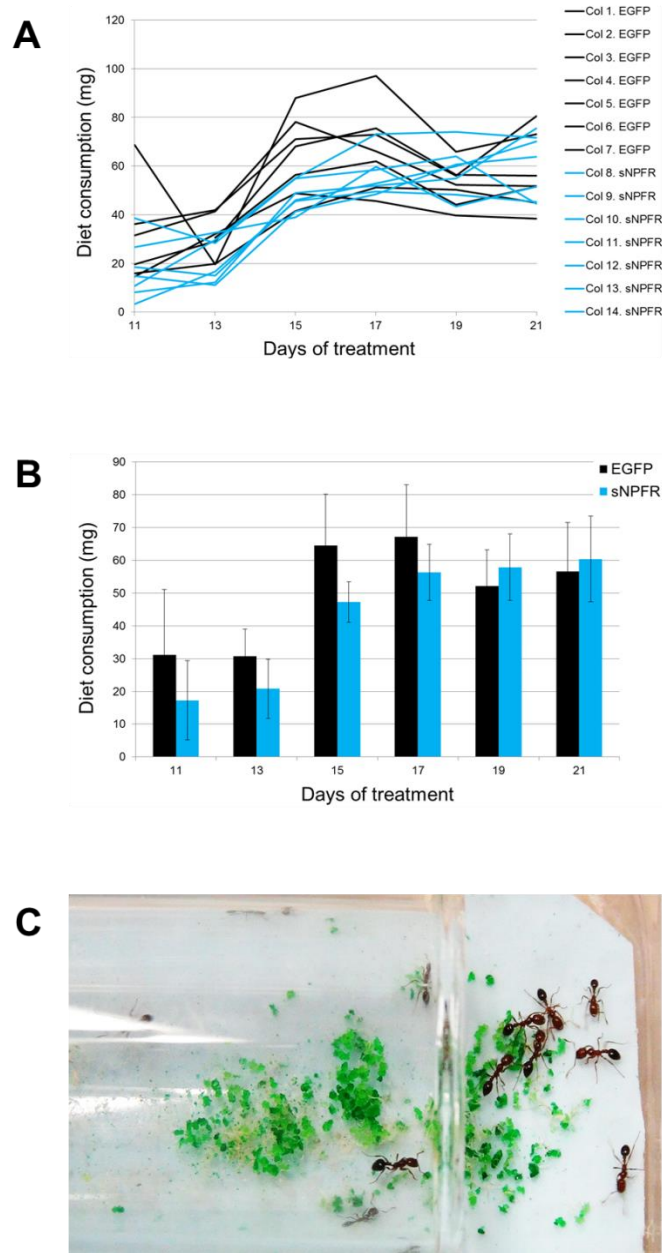 A
Diet consumption (mg)
120
100
80
60
40
20
0
11 13 15 17 19 21
Days of treatment
Col 1. EGFP
Col 2. EGFP
Col 3. EGFP
Col 4. EGFP
Col 5. EGFP
Col 6. EGFP
Col 7. EGFP
Col 8. sNPFR
Col 9. sNPFR
Col 10. sNPFR
Col 11. sNPFR
Col 12. sNPFR
Col 13. sNPFR
Col 14. sNPFR
B
Diet consumption (mg)
90
80
70
60
50
40
30
20
10
0
11 13 15 17 19 21
Days of treatment
EGFP
sNPFR
C